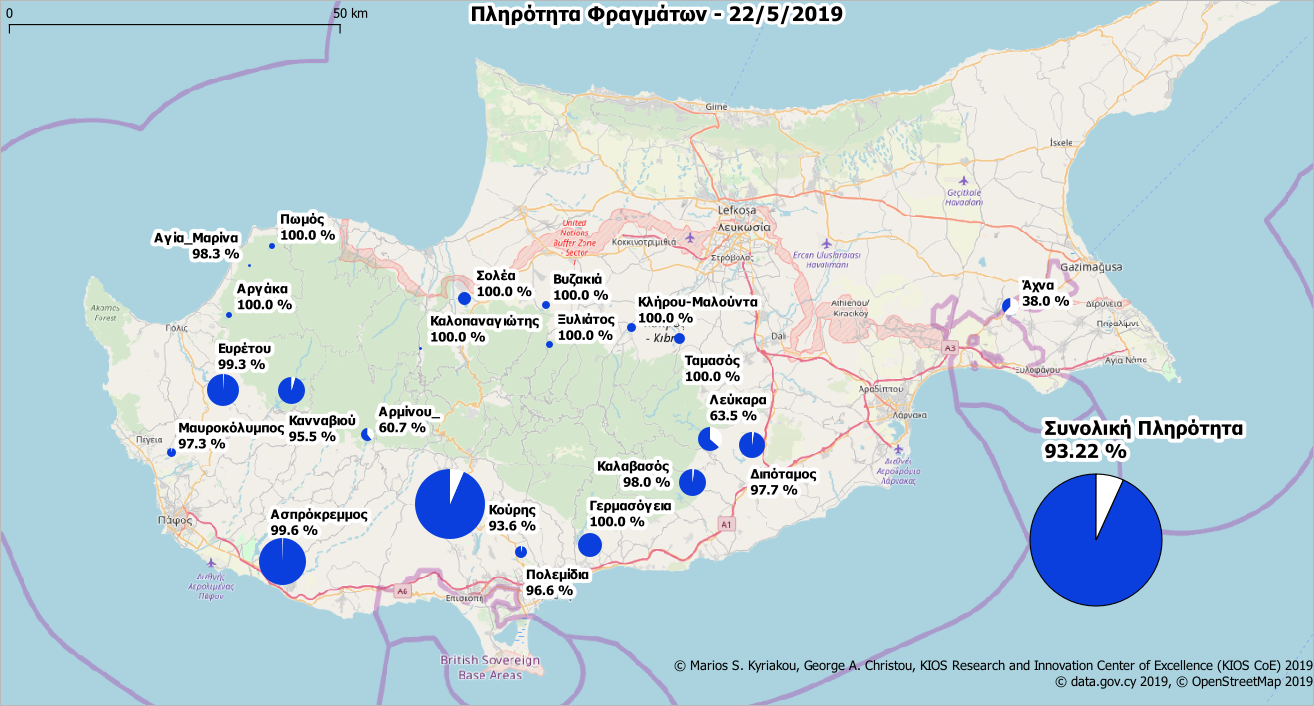 0
50 km
Πληρότητα Φραγμάτων - 22/5/2019
Girne
İskele
Geçitkale
Havaalanı
Lefkoşa
Λευκωσία
Πωμός
100.0 %
Αγία_Μαρίνα
98.3 %
United
Nations
Buffer Zone
- Sector
Κοκκινοτριμιθιά
Στρόβολος
Ercan Uluslararası
Havalimanı
Gazimağusa
Αργάκα
100.0 %
Σολέα
100.0 %
Βυζακιά
100.0 %
Κλήρου-Μαλούντα
100.0 %
Άχνα
38.0 %
Akamas
Forest
Πόλις
Καλοπαναγιώτης
100.0 %
Ξυλιάτος
100.0 %
- Kıbrı
Athienou/
Kiracıköy
Δερύνεια
Παραλίμνι
Dali
A3
Αγία Νάπα
Ξυλοφάγου
Ευρέτου
99.3 %
Ταμασός
100.0 %
Αραδίππου
Λάρνακα
Κανναβιού
95.5 %
Αρμίνου_
60.7 %
Λεύκαρα
63.5 %
Μαυροκόλυμπος
97.3 %
Πέγεια
Συνολική Πληρότητα
93.22 %
Διεθνές
Αεροδρόμιο
Λάρνακας
Καλαβασός
98.0 %
Διπόταμος
97.7 %
Κούρης
93.6 %
Γερμασόγεια
100.0 %
A1
Ασπρόκρεμμος
99.6 %
Πάφος
Διεθνής
Αερολιμένας
Πάφου
Πολεμίδια
96.6 %
A6
Επισκοπή
British Sovereign
Base Areas
© Marios S. Kyriakou, George A. Christou, KIOS Research and Innovation Center of Excellence (KIOS CoE) 2019
© data.gov.cy 2019, © OpenStreetMap 2019